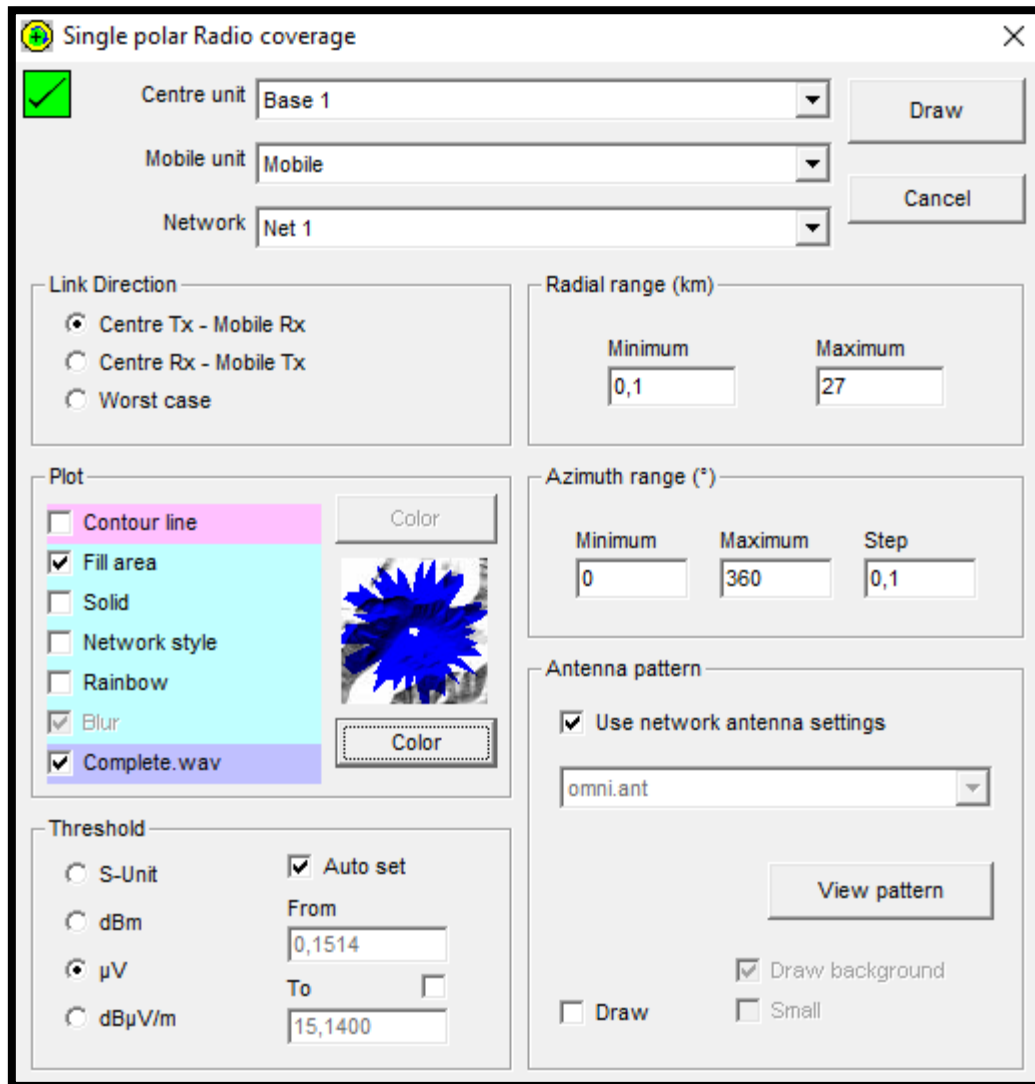 Single polar Radio coverage
Centre unit
Base 1
Draw
Mobile unit
Mobile
Cancel
Network
Net 1
Link Direction
Centre Tx - Mobile Rx
Centre Rx - Mobile Tx
Worst case
Radial range (km)
Minimum Maximum
0,1 27
Plot
Contour line
Fill area
Solid
Network style
Rainbow
Blur
Complete.wav
Color
Color
Azimuth range (°)
Minimum Maximum Step
0 360 0,1
Threshold
S-Unit
dBm
µV
dBµV/m
Auto set
From
0,1514
To
15,1400
Antenna pattern
Use network antenna settings
omni.ant
View pattern
Draw background
Draw
Small